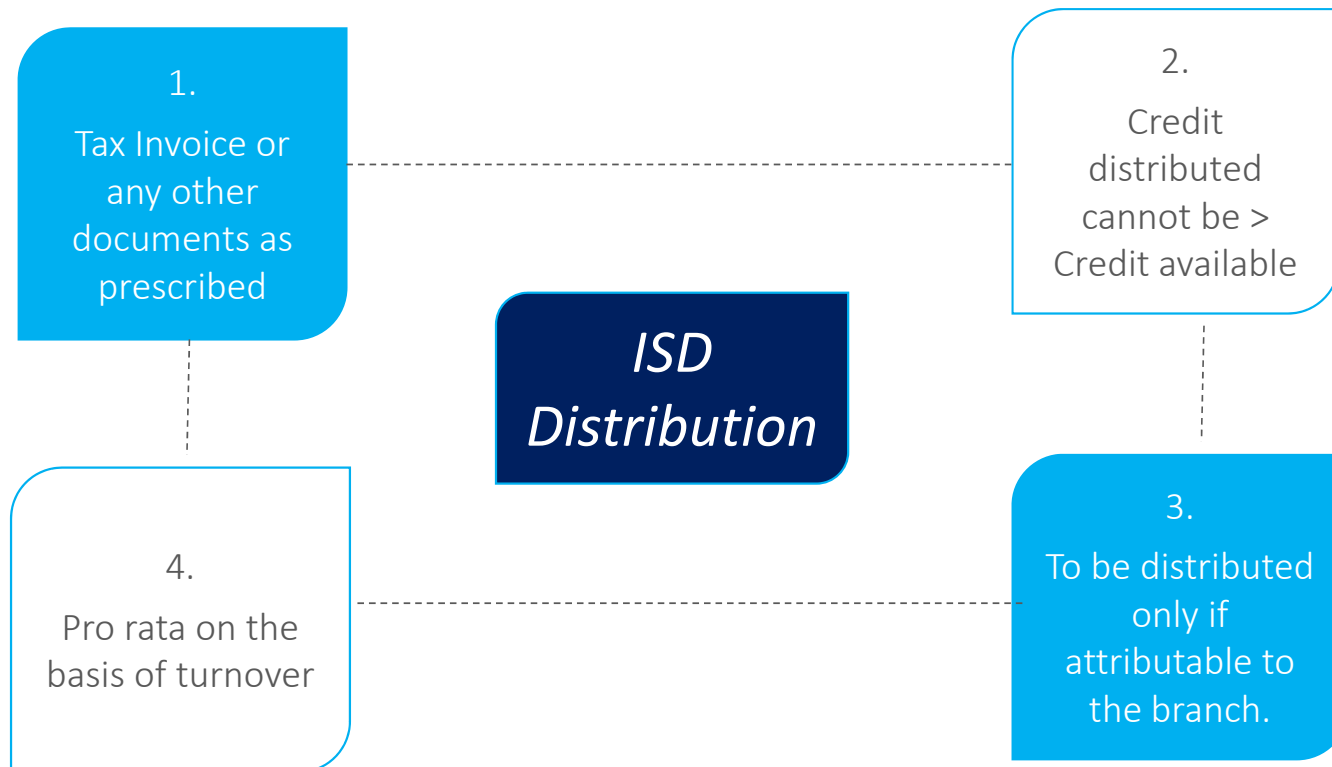 1.
Tax Invoice or
any other
documents as
prescribed
2.
Credit
distributed
cannot be >
Credit available
ISD
Distribution
3.
To be distributed
only if
attributable to
the branch.
4.
Pro rata on the
basis of turnover